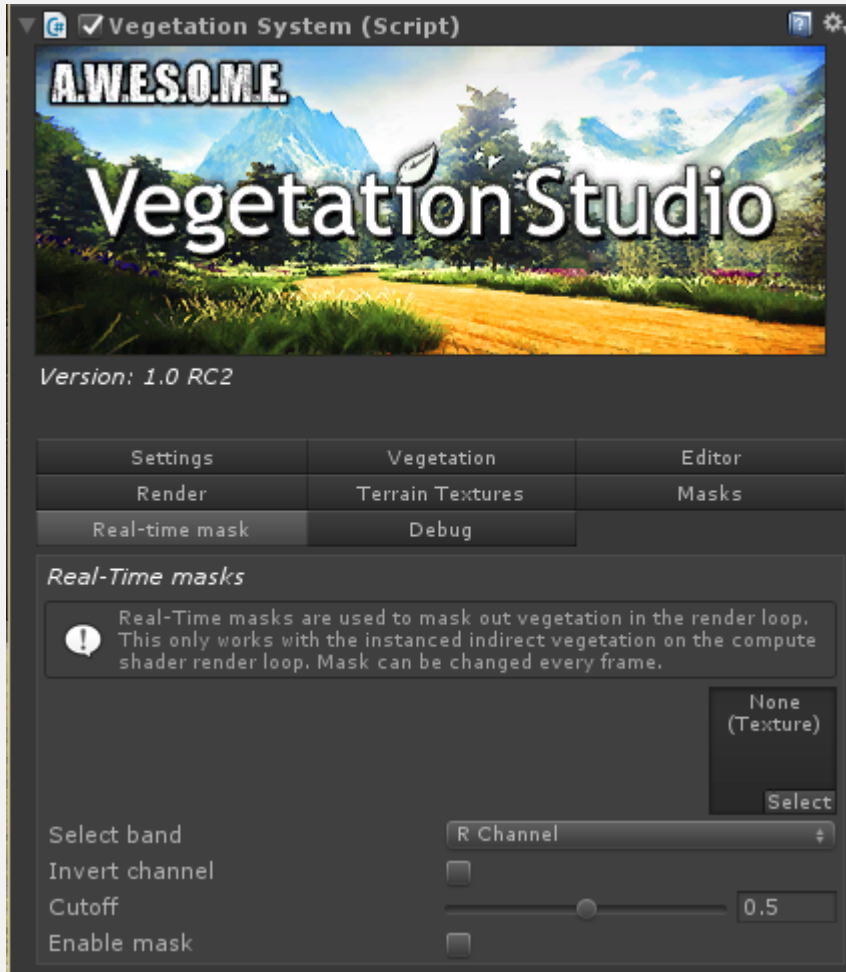 Vegetation System (Script)
A.W.E.S.O.M.E.
Vegetation Studio
Version: 1.0 RC2
Settings Vegetation Editor
Render Terrain Textures Masks
Real-time mask Debug
Real-Time masks
Real-Time masks are used to mask out vegetation in the render loop.
This only works with the instanced indirect vegetation on the compute
shader render loop. Mask can be changed every frame.
None
(Texture)
Select
Select band R Channel
Invert channel
Cutoff 0.5
Enable mask